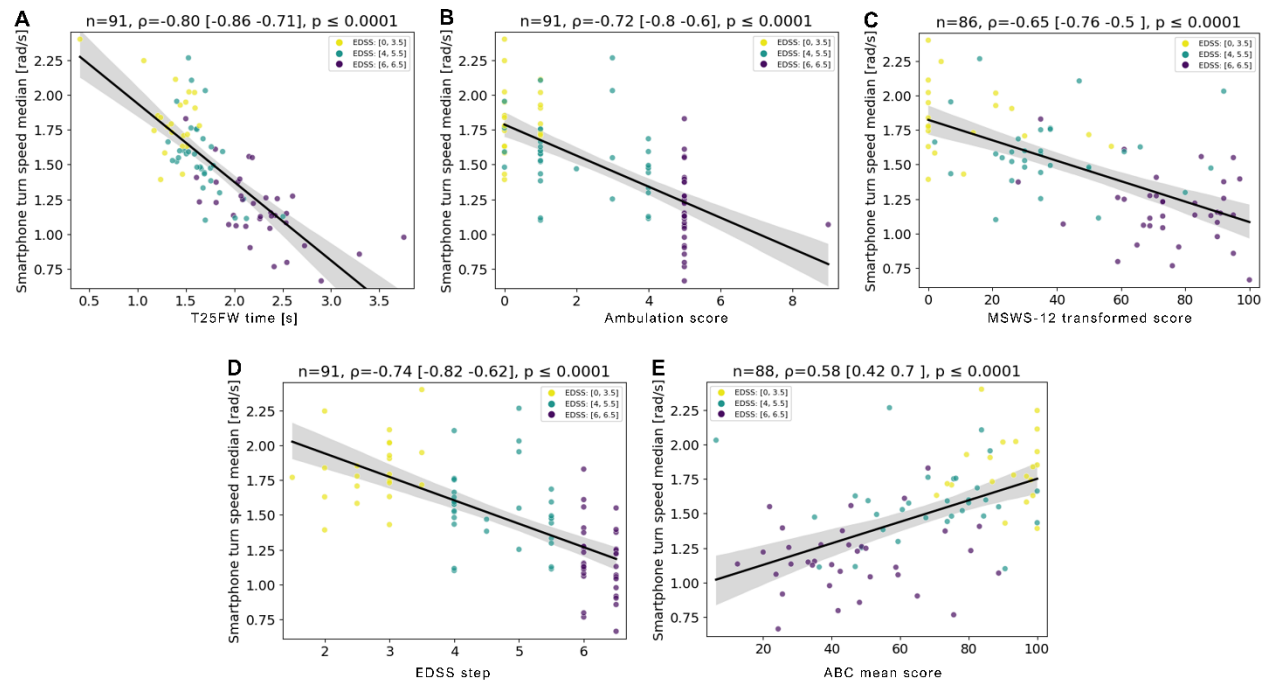 A
n=91, ρ=-0.80 [-0.86 -0.71], p ≤ 0.0001
Smartphone turn speed median [rad/s]
2.25
2.00
1.75
1.50
1.25
1.00
0.75
EDSS: [0, 3.5]
EDSS: [4, 5.5]
EDSS: [6, 6.5]
0.5 1.0 1.5 2.0 2.5 3.0 3.5
T25FW time [s]
B
n=91, ρ=-0.72 [-0.8 -0.6], p ≤ 0.0001
Smartphone turn speed median [rad/s]
2.25
2.00
1.75
1.50
1.25
1.00
0.75
EDSS: [0, 3.5]
EDSS: [4, 5.5]
EDSS: [6, 6.5]
0 2 4 6 8
Ambulation score
C
n=86, ρ=-0.65 [-0.76 -0.5 ], p ≤ 0.0001
Smartphone turn speed median [rad/s]
2.25
2.00
1.75
1.50
1.25
1.00
0.75
EDSS: [0, 3.5]
EDSS: [4, 5.5]
EDSS: [6, 6.5]
0 20 40 60 80 100
MSWS-12 transformed score
D
n=91, ρ=-0.74 [-0.82 -0.62], p ≤ 0.0001
Smartphone turn speed median [rad/s]
2.25
2.00
1.75
1.50
1.25
1.00
0.75
EDSS: [0, 3.5]
EDSS: [4, 5.5]
EDSS: [6, 6.5]
2 3 4 5 6
EDSS step
E
n=88, ρ=0.58 [0.42 0.7 ], p ≤ 0.0001
Smartphone turn speed median [rad/s]
2.25
2.00
1.75
1.50
1.25
1.00
0.75
EDSS: [0, 3.5]
EDSS: [4, 5.5]
EDSS: [6, 6.5]
20 40 60 80 100
ABC mean score